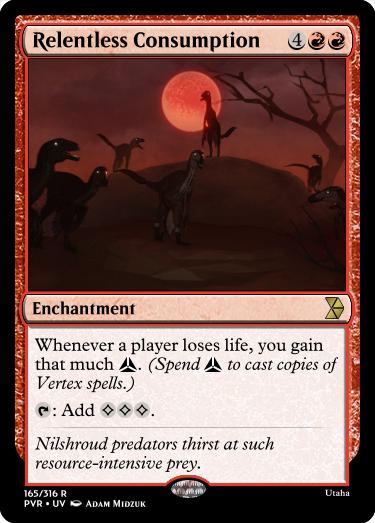 Relentless Consumption 4
Enchantment
Whenever a player loses life, you gain
that much . (Spend to cast copies of
Vertex spells.)
: Add .
Nilshroud predators thirst at such
resource-intensive prey.
165/316 R
Utaha
PVR • UV Adam Midzuk